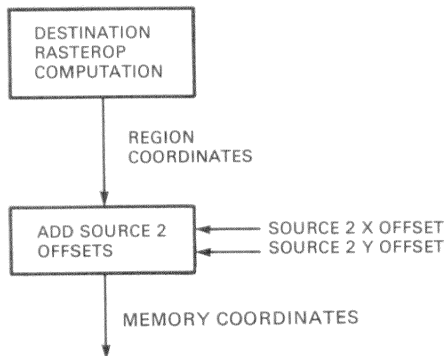 DESTINATION
RASTEROP
COMPUTATION
REGION
COORDINATES
ADD SOURCE 2
OFFSETS
SOURCE 2 X OFFSET
SOURCE 2 Y OFFSET
MEMORY COORDINATES